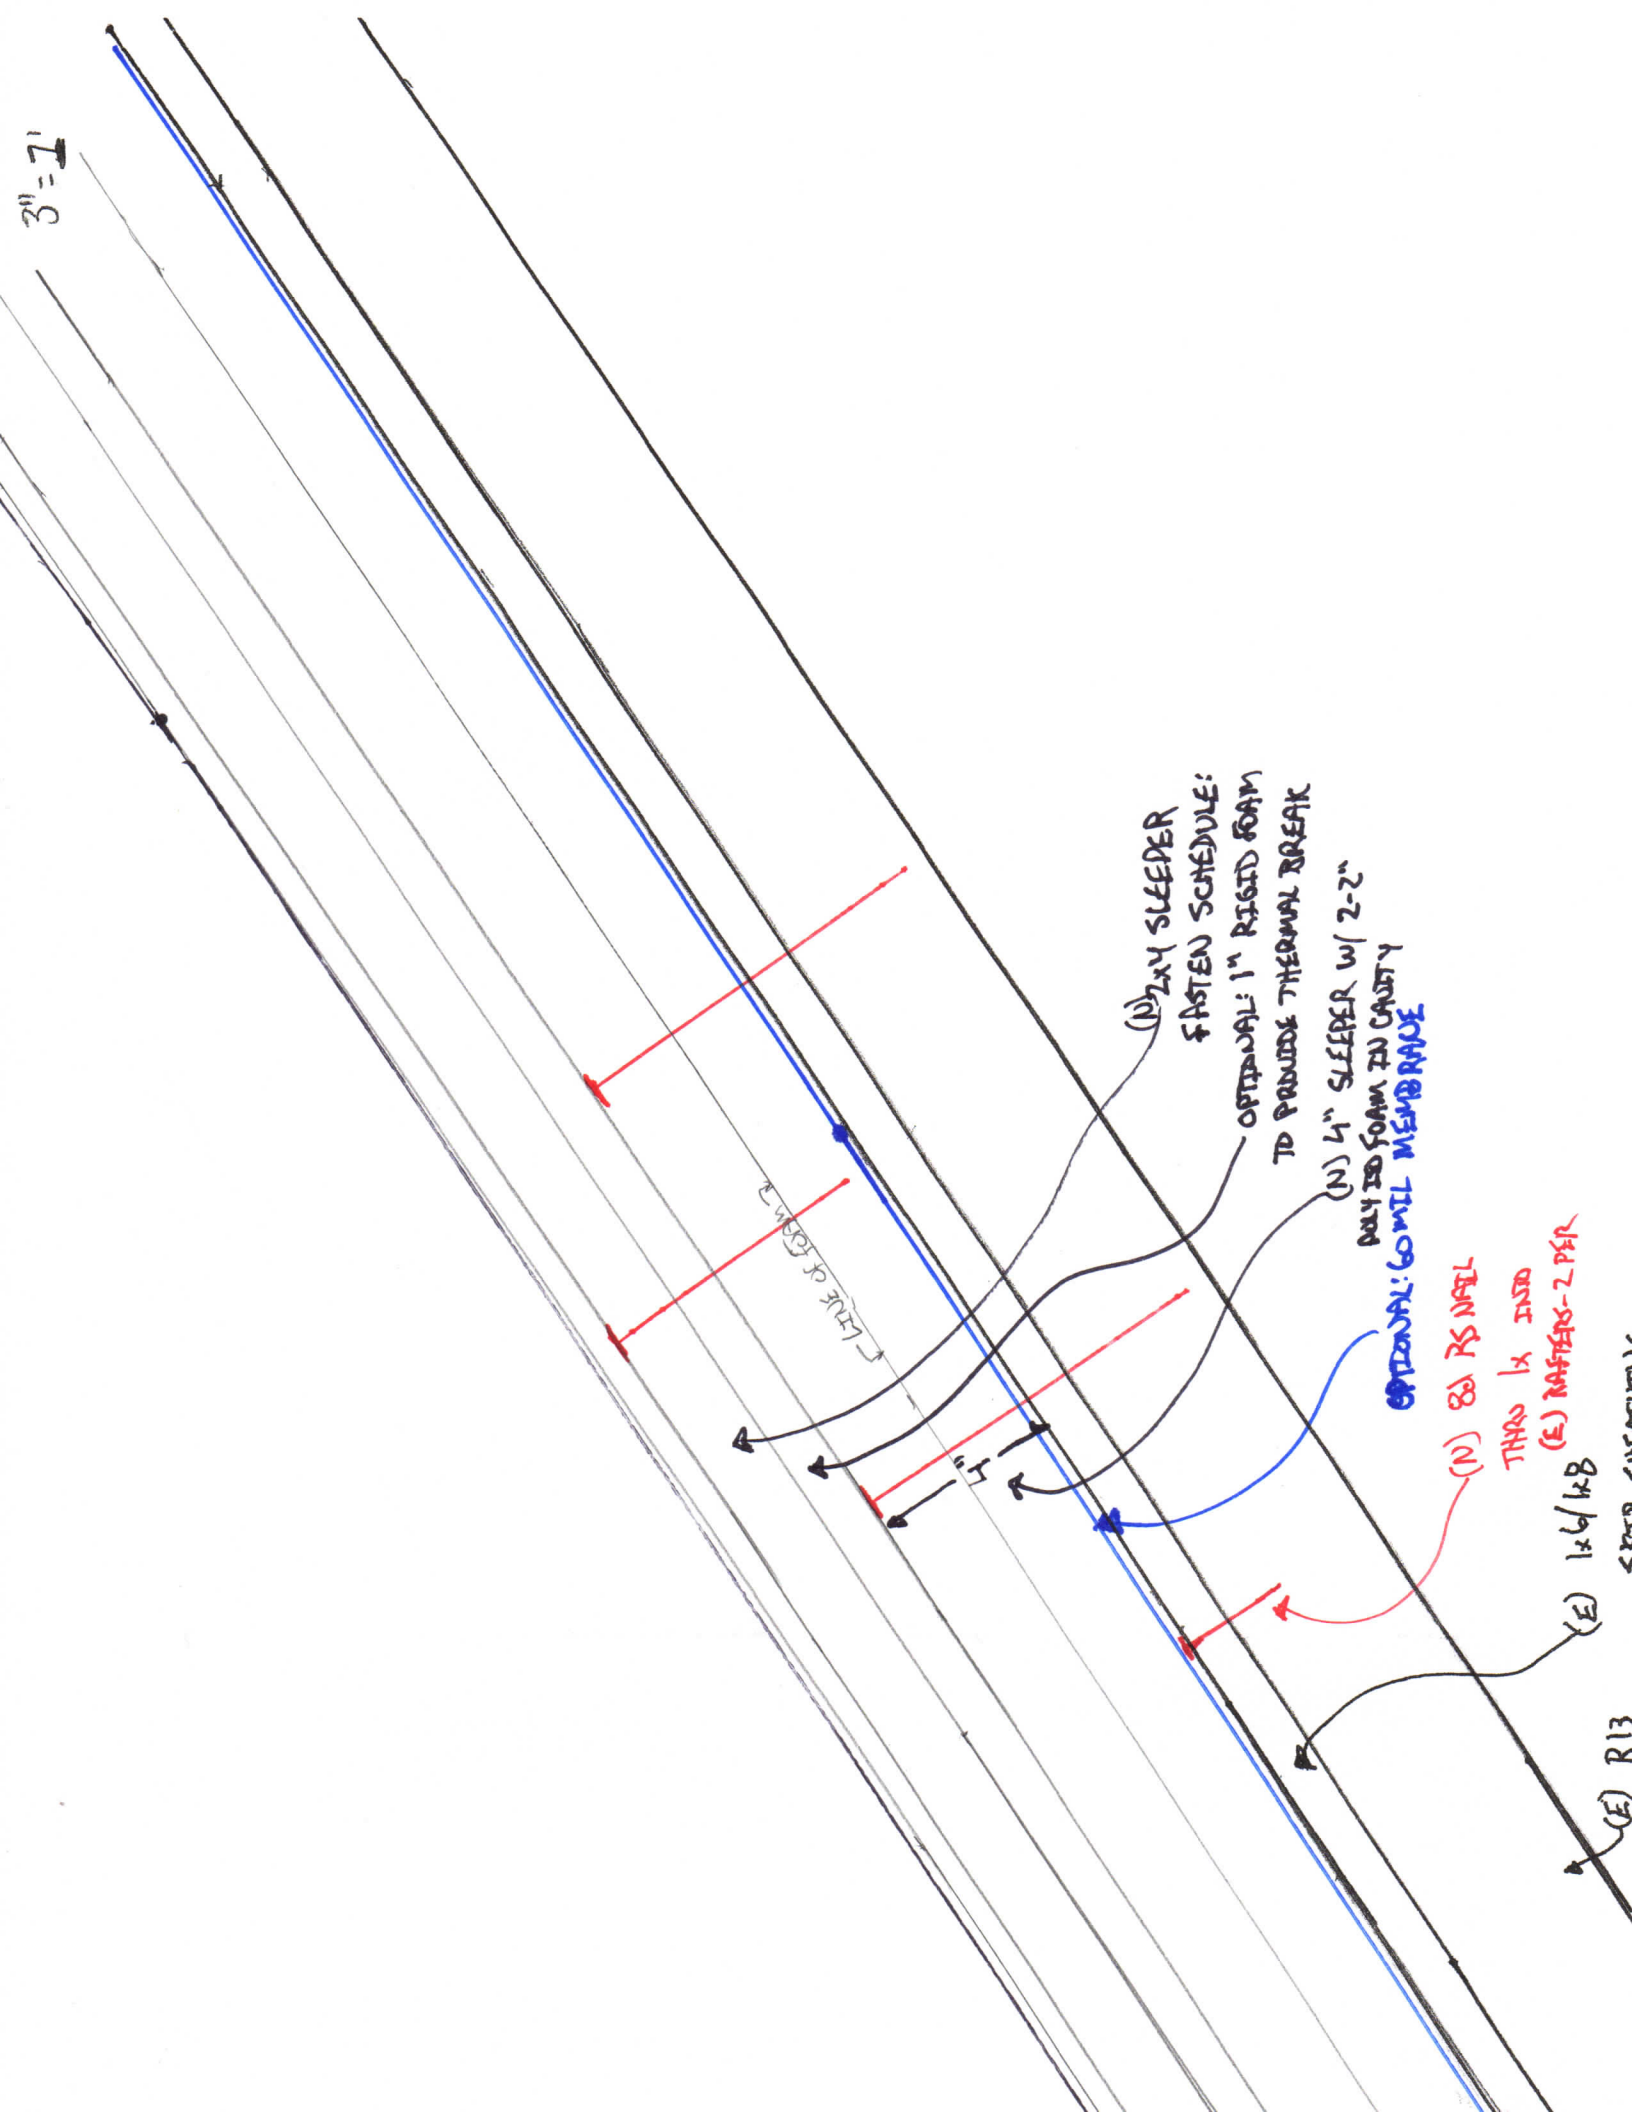 3"=1'
(N) 2x4 SLEEPER
FASTEN SCHEDULE:
OPTIONAL: 1" RIGID FOAM
TO PROVIDE THERMAL BREAK
(N) 4" SLEEPER W/ 2-2"
POLY ISO FOAM IN CAVITY
OPTIONAL: 60 MIL MEMBRANE
(N) 8d RS NAIL
THRU 1x INTO
(E) RAFTERS-2 PER
(E) 1x6/1x8
(E) R13
LINE OF FOAM
4"